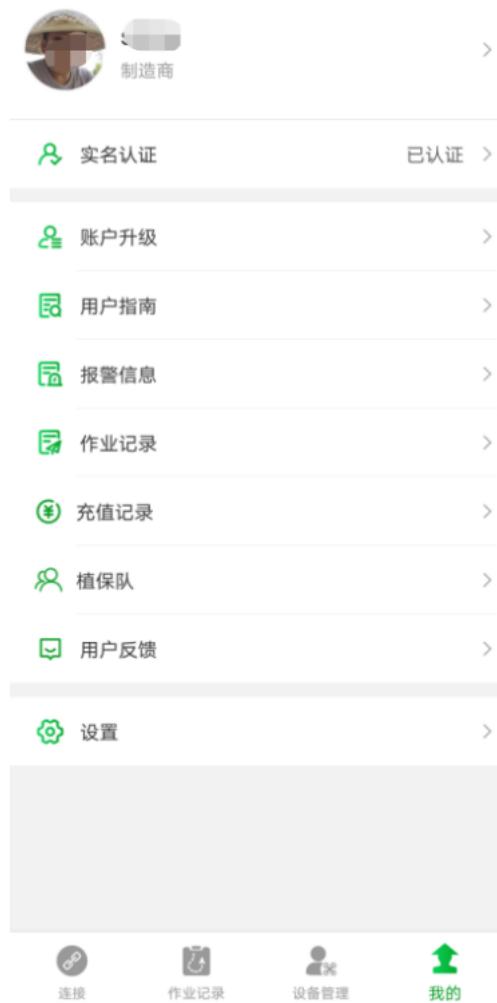 制造商
实名认证 已认证
账户升级
用户指南
报警信息
作业记录
充值记录
植保队
用户反馈
设置
连接 作业记录 设备管理 我的